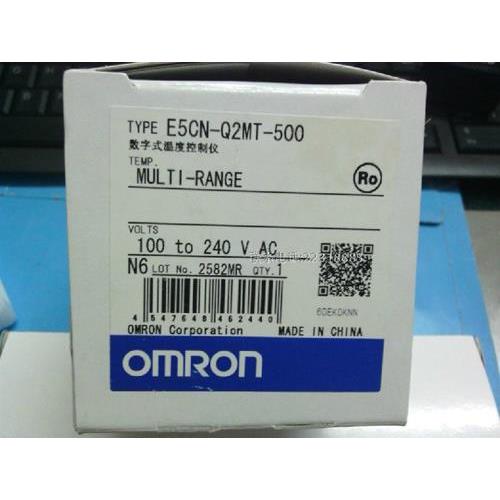 TYPE E5CN-Q2MT-500
数字式温度控制仪
TEMP.
MULTI-RANGE
Ro
VOLTS
100 to 240 V AC
N6 LOT No. 2582MR QTY.1
4 547648 462440
6DEKDKNN
OMRON Corporation MADE IN CHINA
OMRON